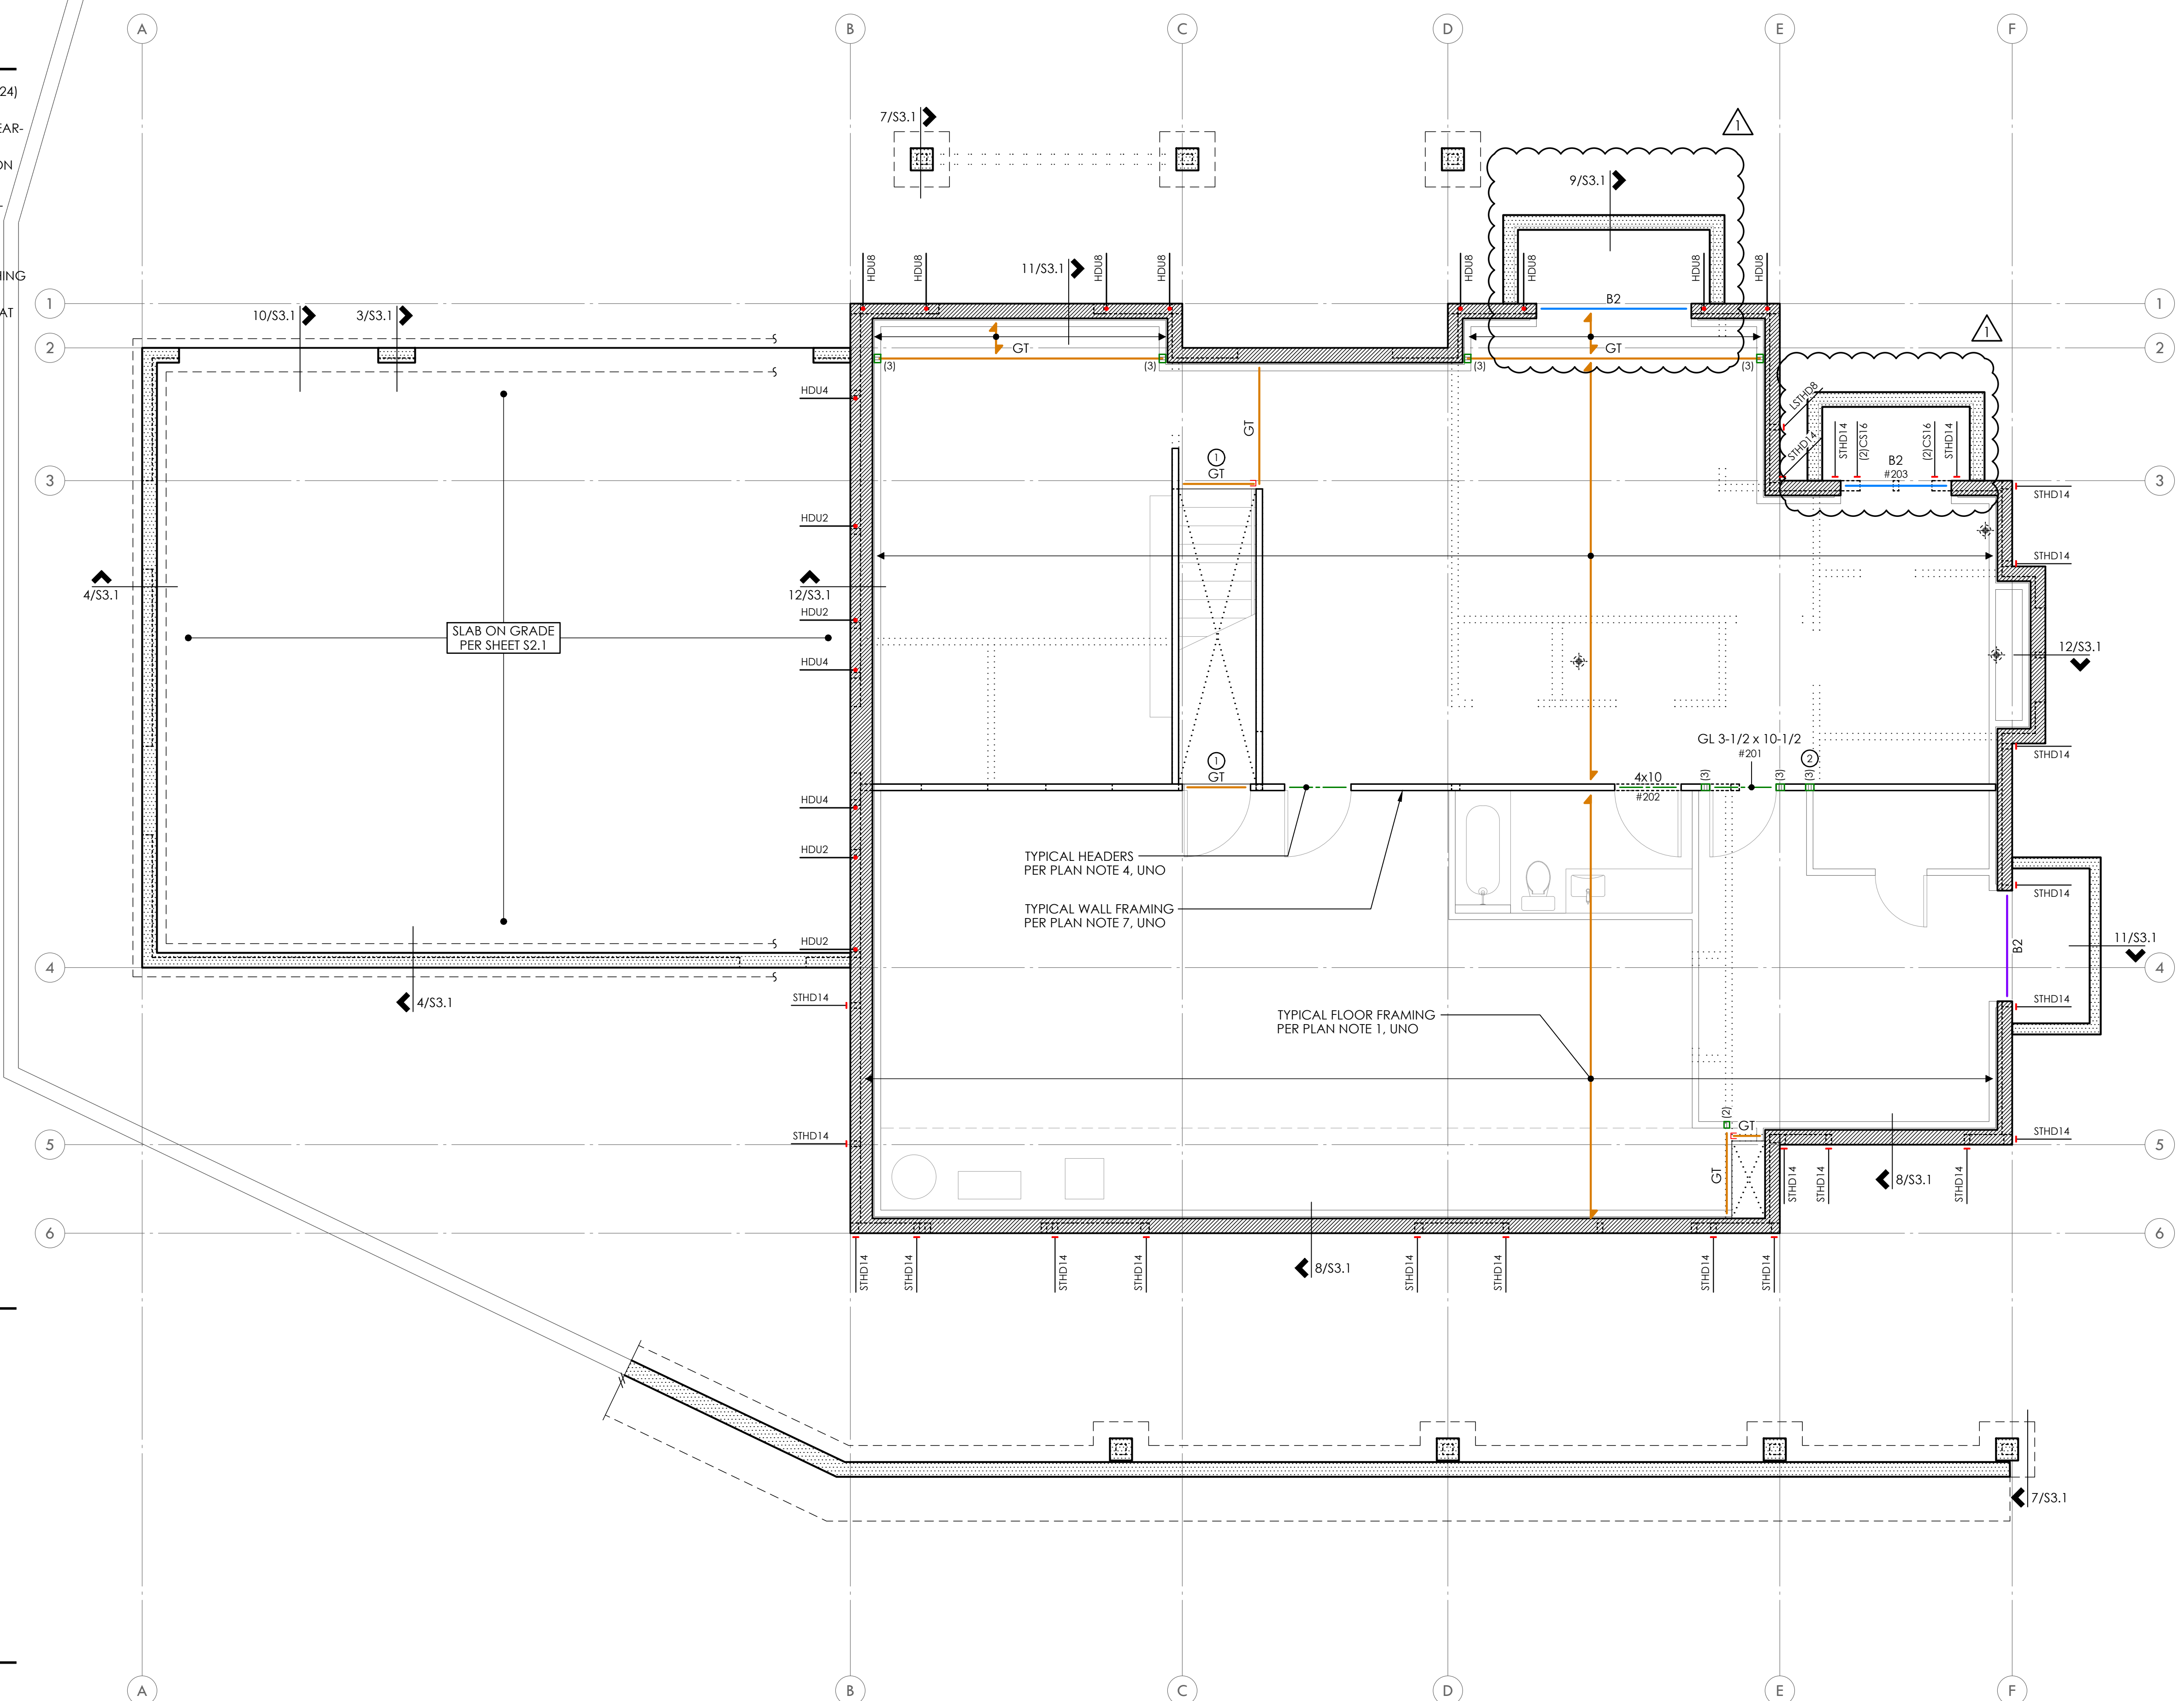 A
B
C
D
E
F
24)
EAR-
ON
HING
AT
7/S3.1
1
9/S3.1
HDU8
HDU8
11/S3.1
HDU8
HDU8
HDU8
HDU8
HDU8
HDU8
1
10/S3.1
3/S3.1
B2
1
1
2
GT
GT
2
(3)
(3)
(3)
(3)
HDU4
LSTHD8
GT
STHD14
STHD14
(2)CS16
(2)CS16
STHD14
1
GT
B2
#203
3
3
STHD14
HDU2
STHD14
4/S3.1
12/S3.1
HDU2
SLAB ON GRADE
PER SHEET S2.1
12/S3.1
HDU4
GL 3-1/2 x 10-1/2
#201
2
STHD14
1
GT
4x10
#202
(3)
(3)
(3)
HDU4
HDU2
TYPICAL HEADERS
PER PLAN NOTE 4, UNO
STHD14
TYPICAL WALL FRAMING
PER PLAN NOTE 7, UNO
HDU2
B2
11/S3.1
4
4
4/S3.1
STHD14
STHD14
TYPICAL FLOOR FRAMING
PER PLAN NOTE 1, UNO
(2)
GT
STHD14
STHD14
5
5
GT
STHD14
STHD14
8/S3.1
STHD14
6
6
STHD14
STHD14
STHD14
STHD14
8/S3.1
STHD14
STHD14
STHD14
STHD14
7/S3.1
A
B
C
D
E
F